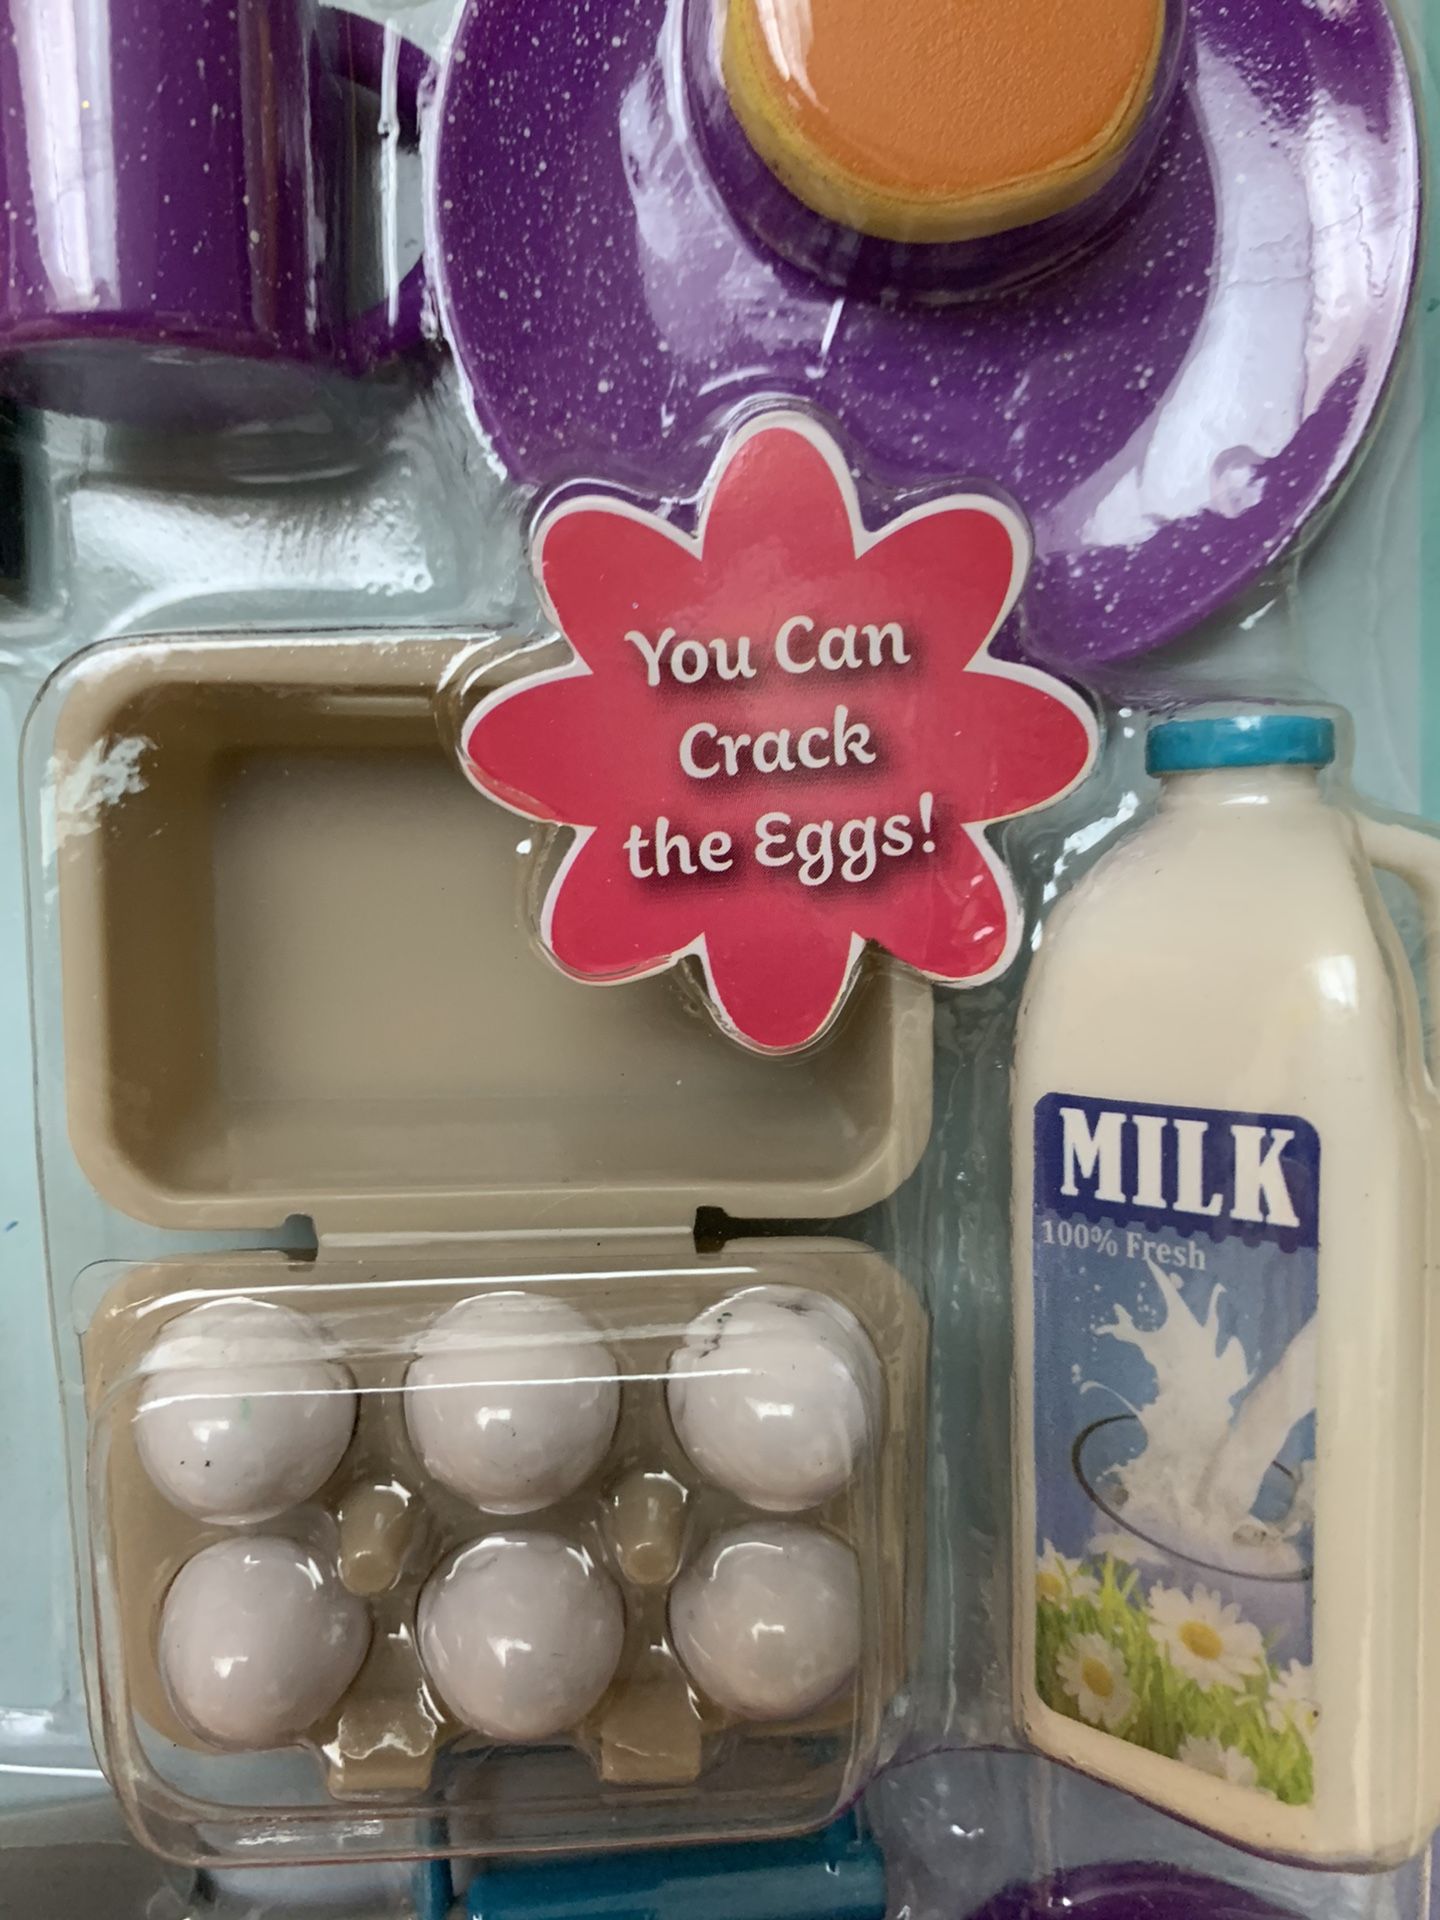 You Can
Crack
the Eggs!
MILK
100% Fresh